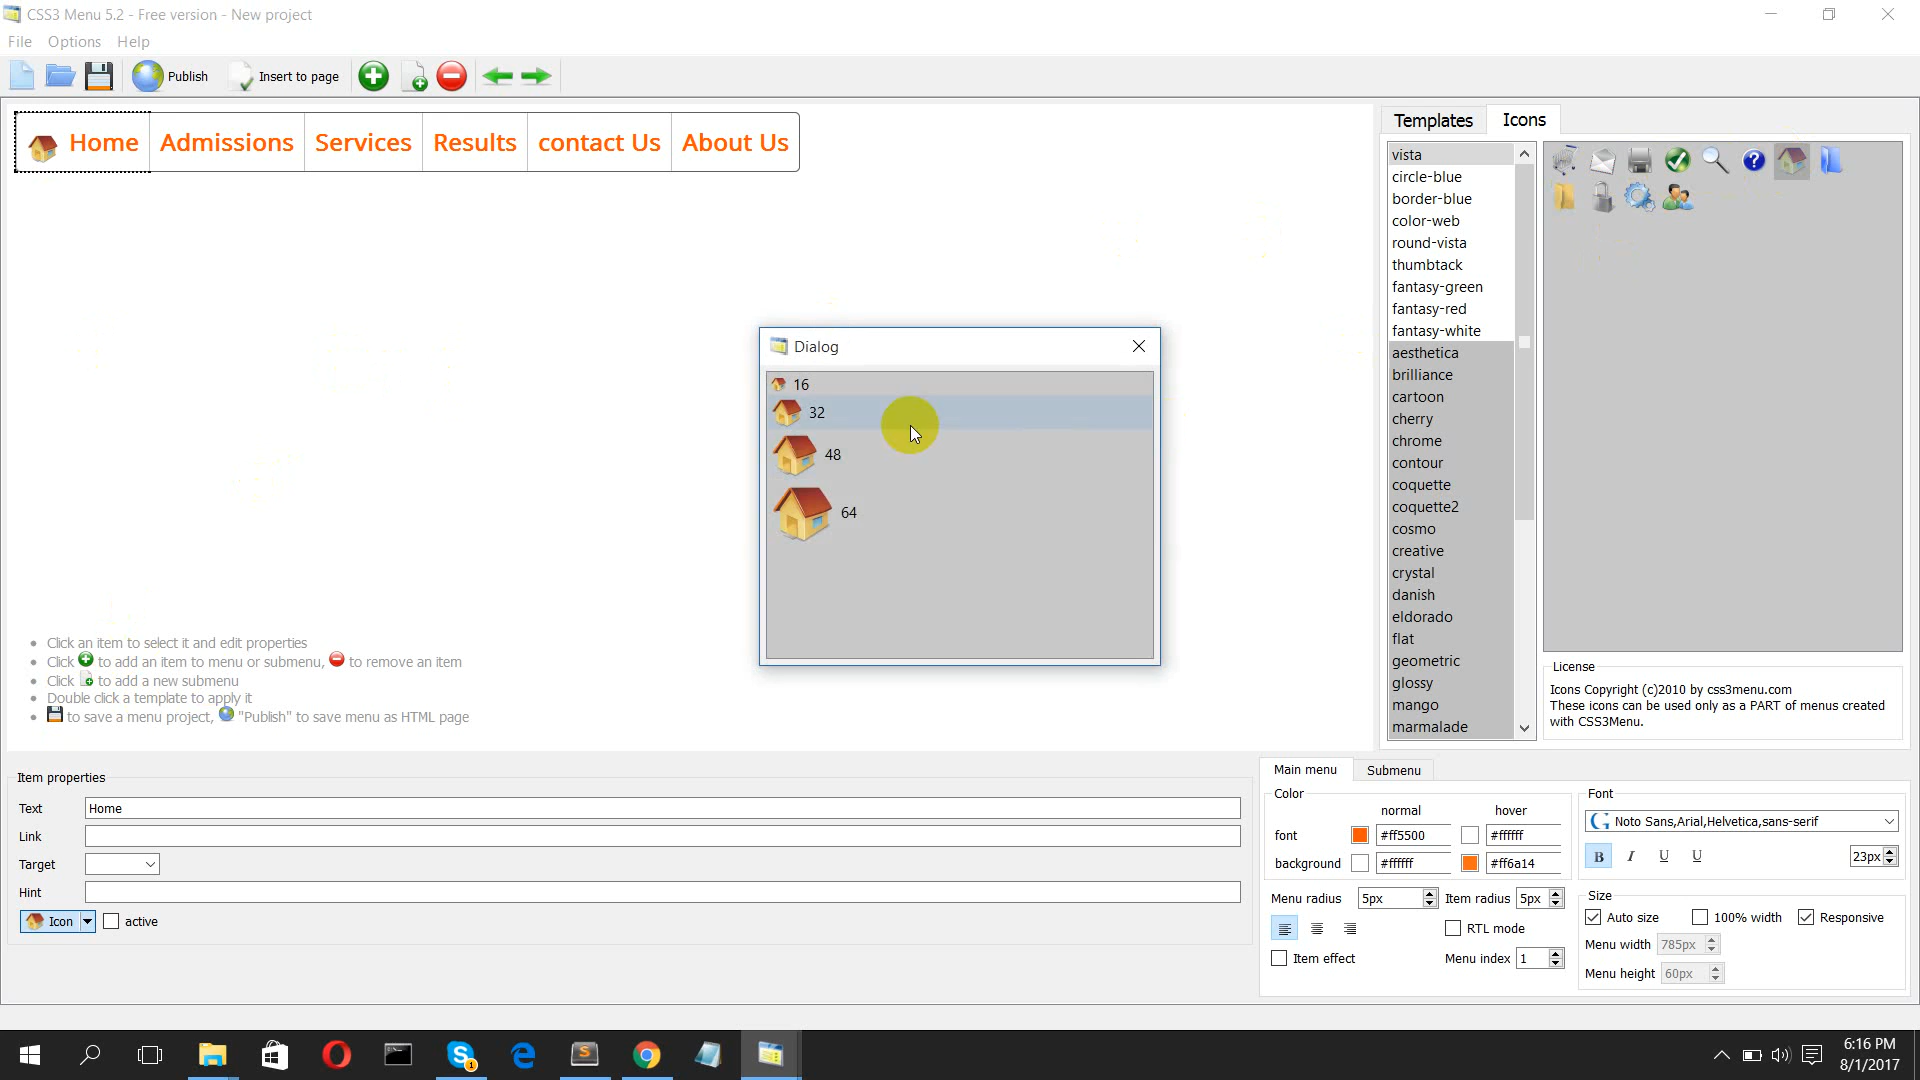 CSS3 Menu 5.2 - Free version - New project
File Options Help
Publish Insert to page
Home Admissions Services Results contact Us About Us
Templates Icons
vista
circle-blue
border-blue
color-web
round-vista
thumbtack
fantasy-green
fantasy-red
fantasy-white
aesthetica
brilliance
cartoon
cherry
chrome
contour
coquette
coquette2
cosmo
creative
crystal
danish
eldorado
flat
geometric
glossy
mango
marmalade
Dialog
16
32
48
64
License
Icons Copyright (c)2010 by css3menu.com
These icons can be used only as a PART of menus created
with CSS3Menu.
Click an item to select it and edit properties
Click to add an item to menu or submenu, to remove an item
Click to add a new submenu
Double click a template to apply it
to save a menu project, "Publish" to save menu as HTML page
Item properties
Text Home
Link
Target
Hint
Icon active
Main menu Submenu
Color
normal hover
font #ff5500 #ffffff
background #ffffff #ff6a14
Menu radius 5px Item radius 5px
RTL mode
Item effect Menu index 1
Font
Noto Sans,Arial,Helvetica,sans-serif
B I U U 23px
Size
Auto size 100% width Responsive
Menu width 785px
Menu height 60px
6:16 PM
8/1/2017